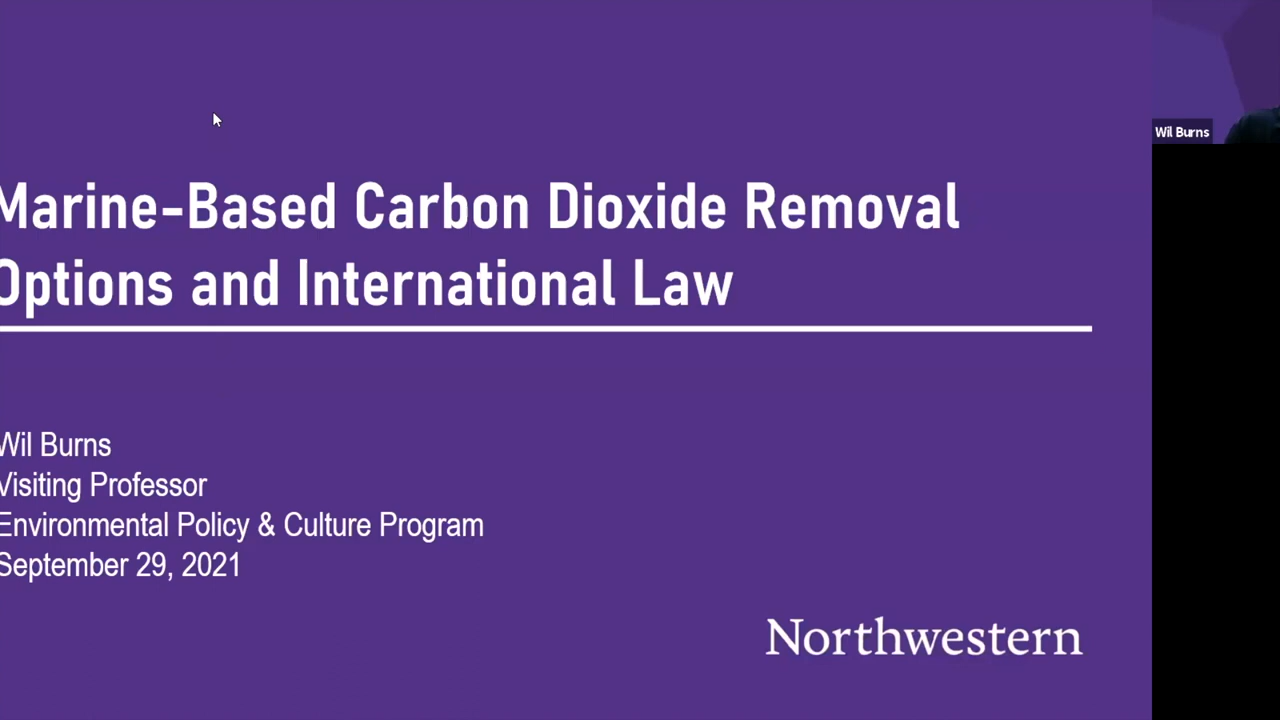 Marine-Based Carbon Dioxide Removal
Options and International Law
Wil Burns
Visiting Professor
Environmental Policy & Culture Program
September 29, 2021
Northwestern
Wil Burns